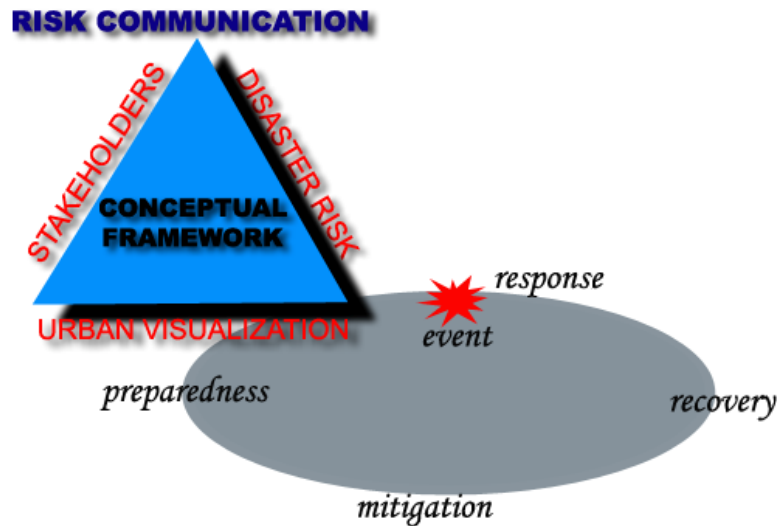 RISK COMMUNICATION
STAKEHOLDERS
DISASTER RISK
CONCEPTUAL
FRAMEWORK
URBAN VISUALIZATION
response
event
preparedness
recovery
mitigation